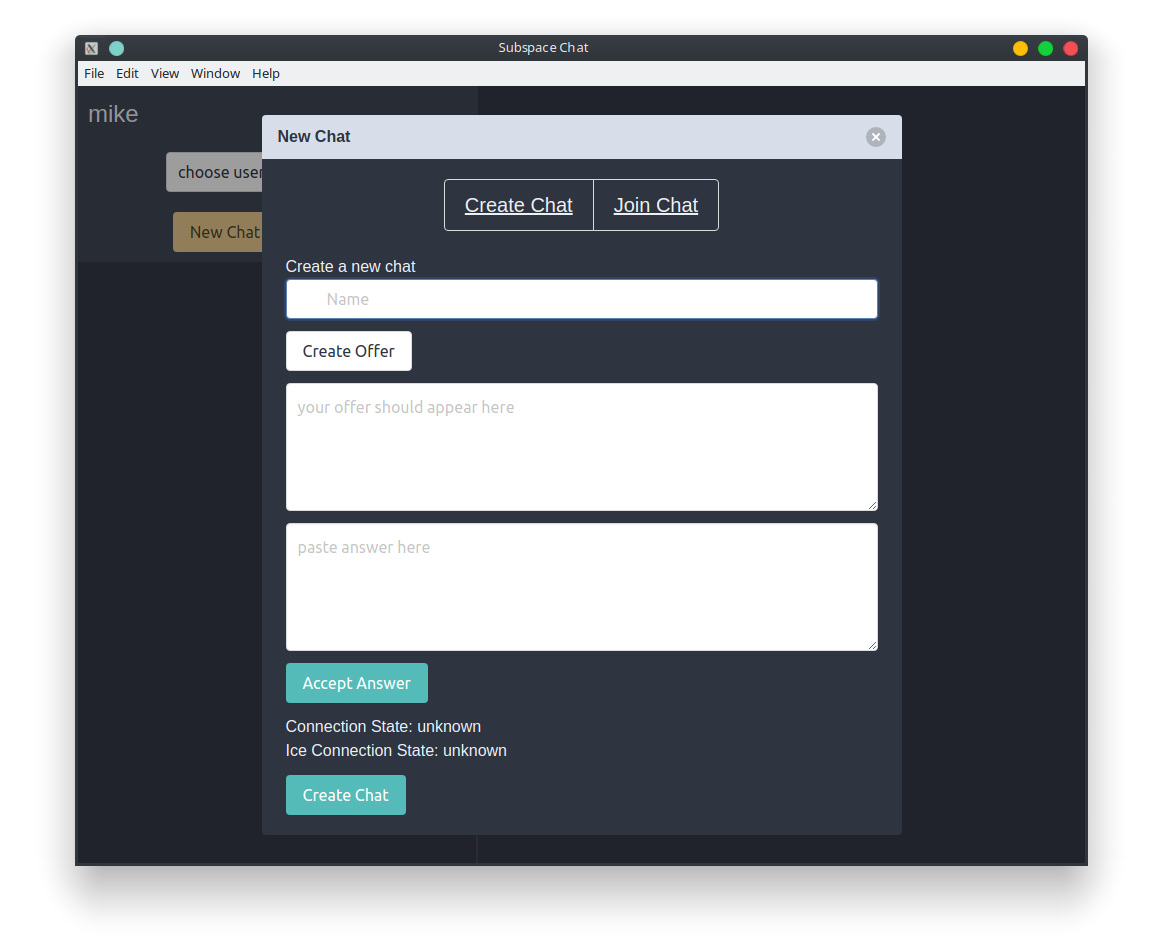 Subspace Chat
File Edit View Window Help
mike
choose user
New Chat
New Chat
Create Chat Join Chat
Create a new chat
Name
Create Offer
your offer should appear here
paste answer here
Accept Answer
Connection State: unknown
Ice Connection State: unknown
Create Chat